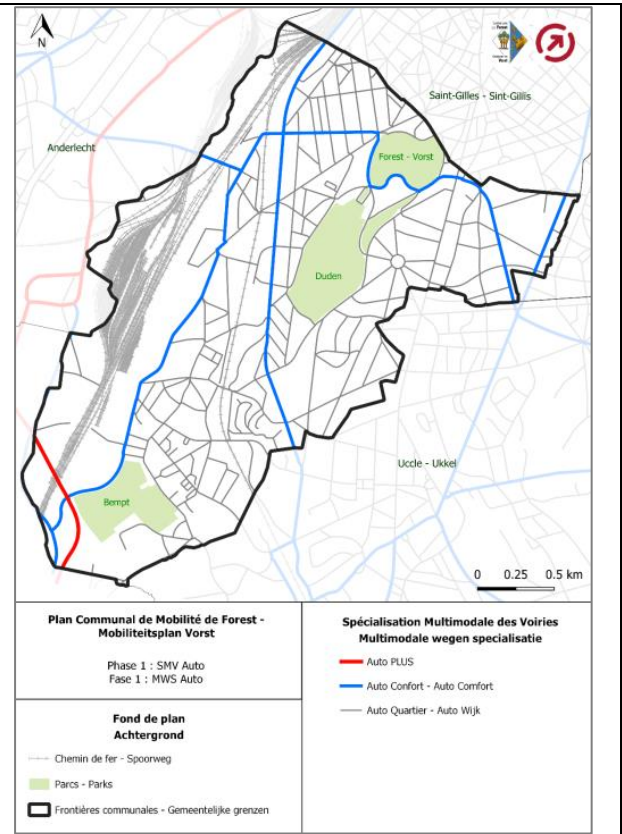 N
Saint-Gilles - Sint-Gillis
Anderlecht
Forest - Vorst
Duden
Uccle - Ukkel
Bempt
0 0.25 0.5 km
Plan Communal de Mobilité de Forest -
Mobiliteitsplan Vorst
Phase 1 : SMV Auto
Fase 1 : MWS Auto
Fond de plan
Achtergrond
Chemin de fer - Spoorweg
Parcs - Parks
Frontières communales - Gemeentelijke grenzen
Spécialisation Multimodale des Voiries
Multimodale wegen specialisatie
Auto PLUS
Auto Confort - Auto Comfort
Auto Quartier - Auto Wijk